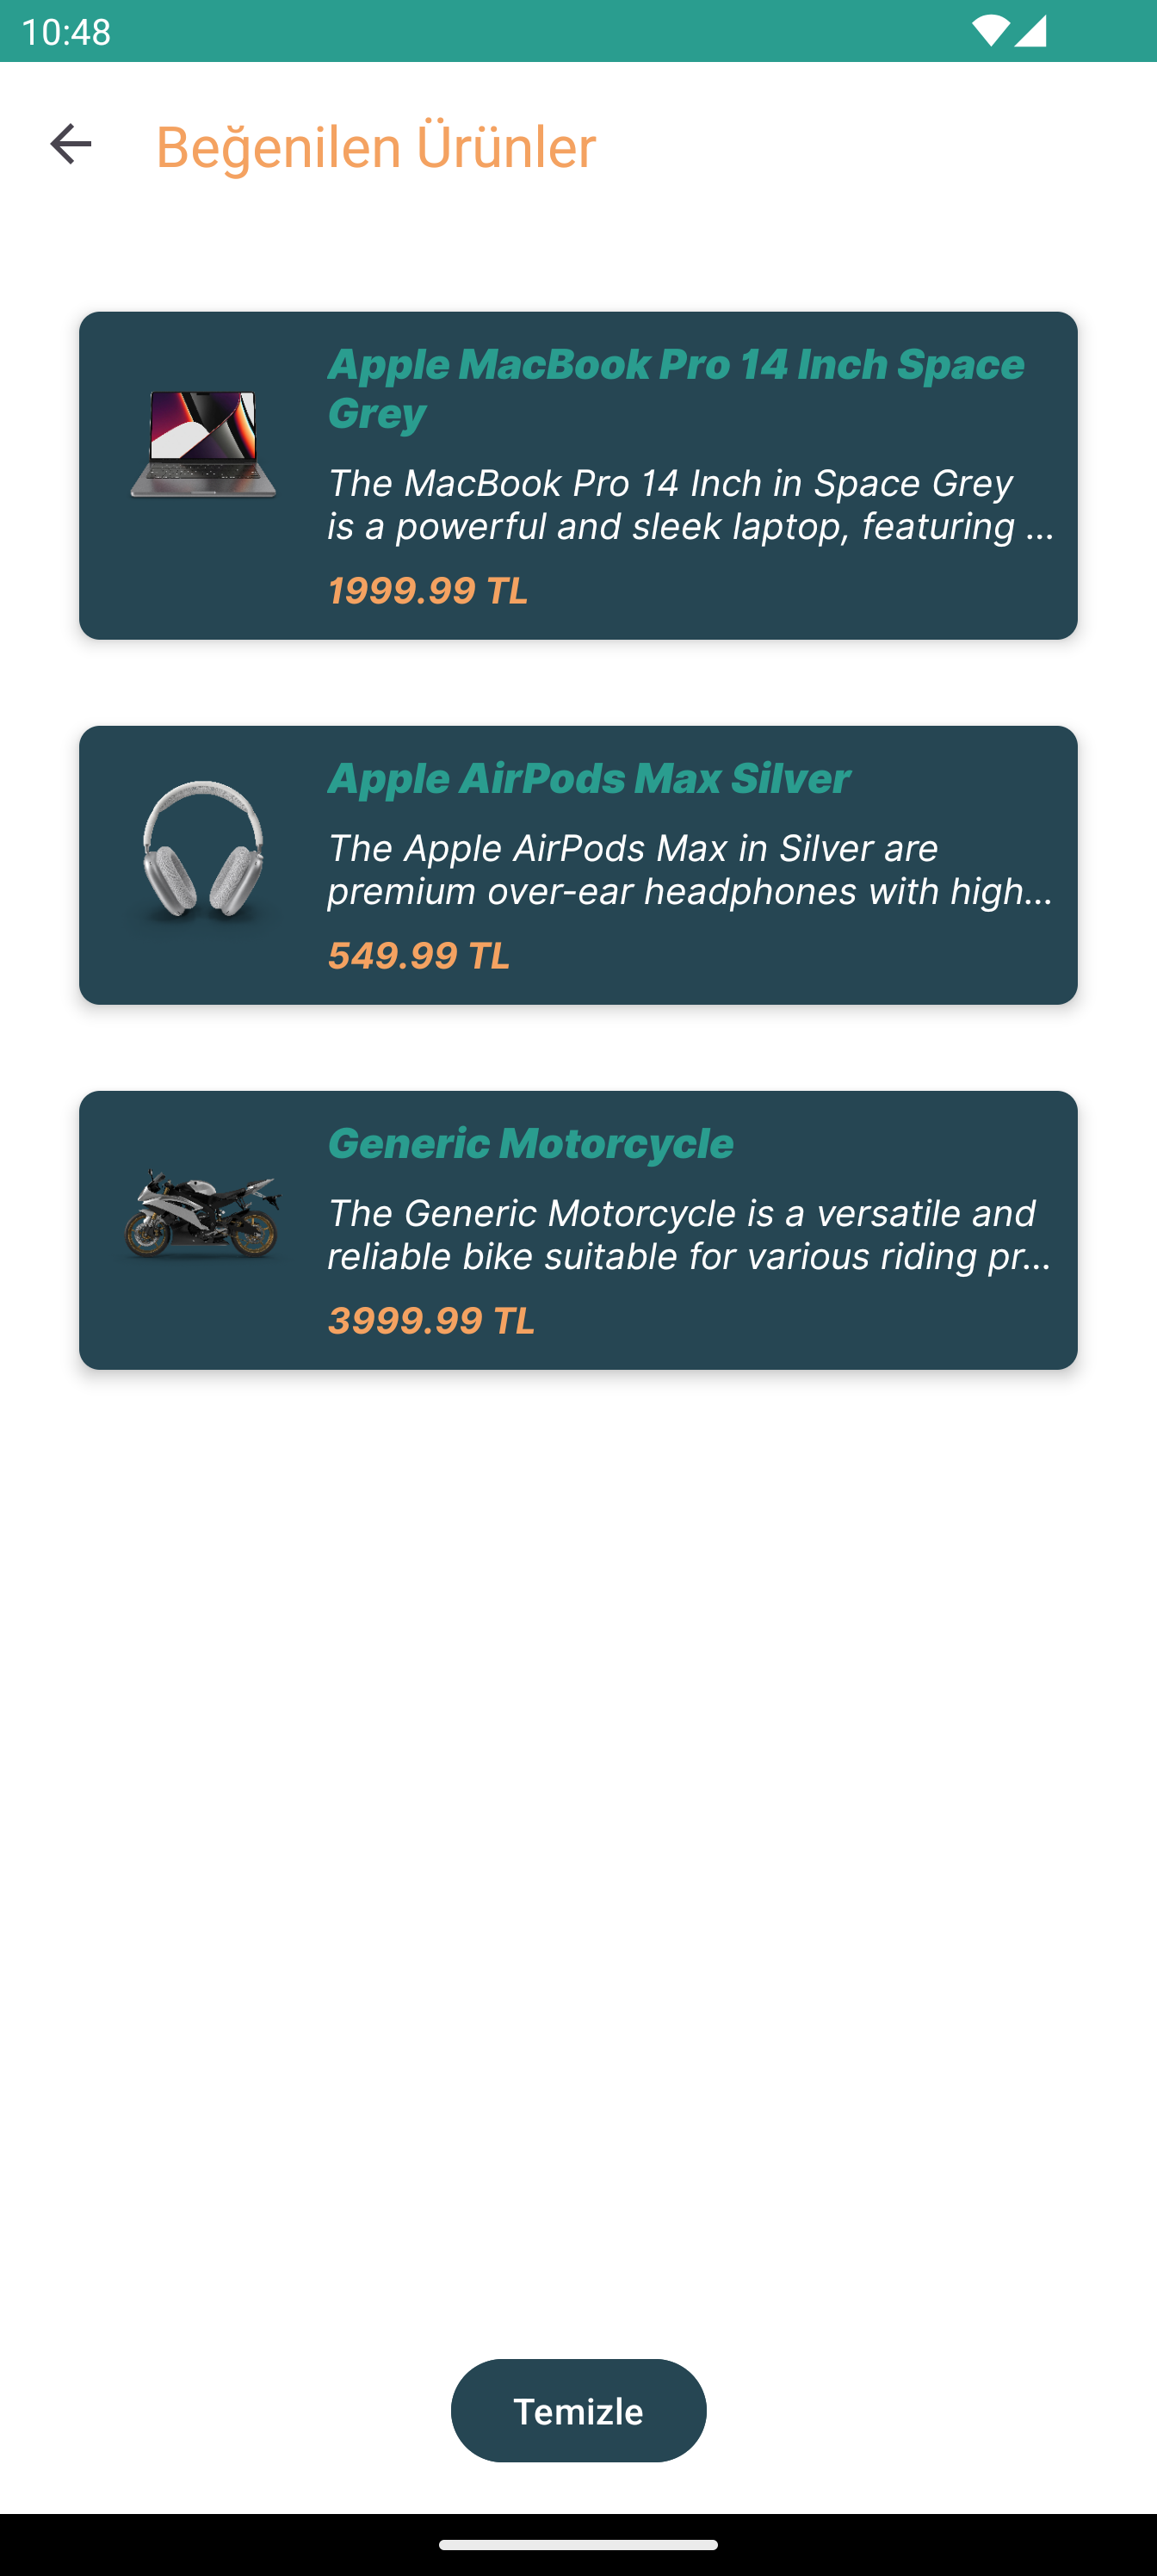 10:48
Beğenilen Ürünler
Apple MacBook Pro 14 Inch Space
Grey
The MacBook Pro 14 Inch in Space Grey
is a powerful and sleek laptop, featuring ...
1999.99 TL
Apple AirPods Max Silver
The Apple AirPods Max in Silver are
premium over-ear headphones with high...
549.99 TL
Generic Motorcycle
The Generic Motorcycle is a versatile and
reliable bike suitable for various riding pr...
3999.99 TL
Temizle